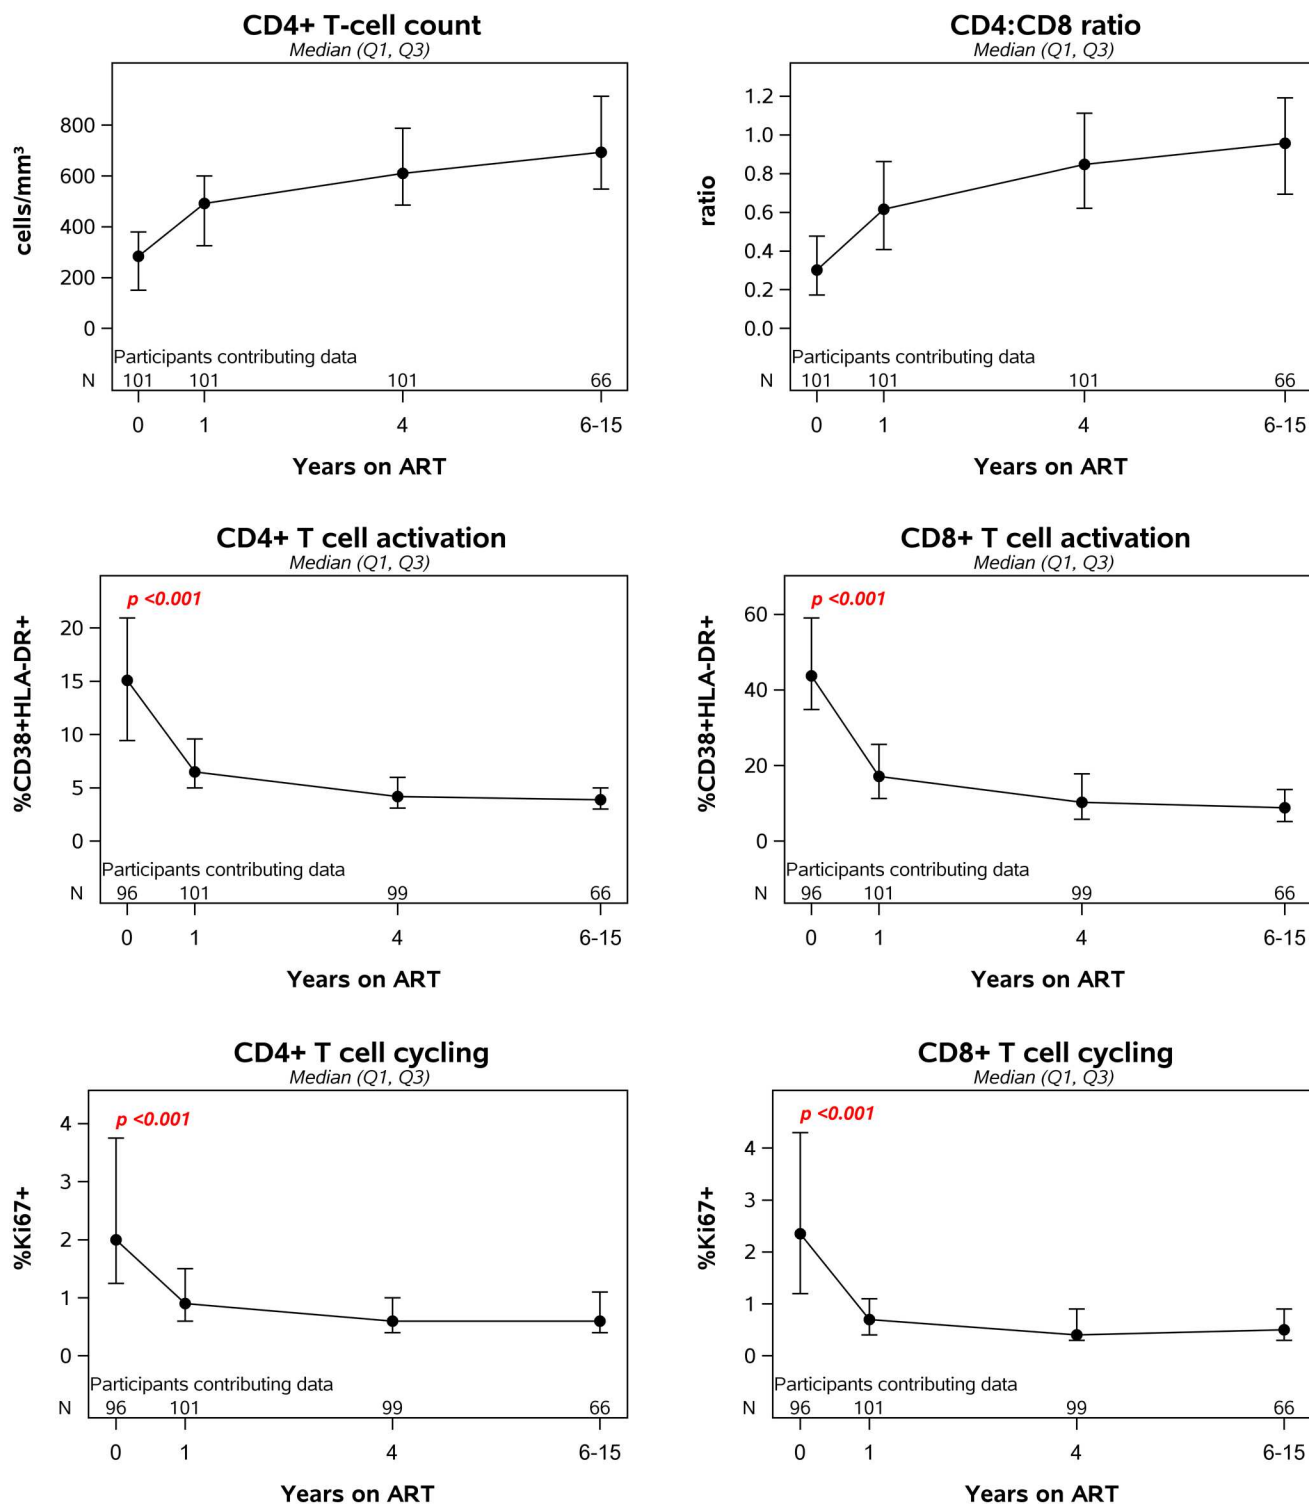 CD4+ T-cell count
Median (Q1, Q3)
cells/mm³
800
600
400
200
0
Participants contributing data
N 101 101 101 66
0 1 4 6-15
Years on ART
CD4:CD8 ratio
Median (Q1, Q3)
ratio
1.2
1.0
0.8
0.6
0.4
0.2
0.0
Participants contributing data
N 101 101 101 66
0 1 4 6-15
Years on ART
CD4+ T cell activation
Median (Q1, Q3)
%CD38+HLA-DR+
p <0.001
20
15
10
5
0
Participants contributing data
N 96 101 99 66
0 1 4 6-15
Years on ART
CD8+ T cell activation
Median (Q1, Q3)
%CD38+HLA-DR+
p <0.001
60
40
20
0
Participants contributing data
N 96 101 99 66
0 1 4 6-15
Years on ART
CD4+ T cell cycling
Median (Q1, Q3)
%Ki67+
p <0.001
4
3
2
1
0
Participants contributing data
N 96 101 99 66
0 1 4 6-15
Years on ART
CD8+ T cell cycling
Median (Q1, Q3)
%Ki67+
p <0.001
4
3
2
1
0
Participants contributing data
N 96 101 99 66
0 1 4 6-15
Years on ART